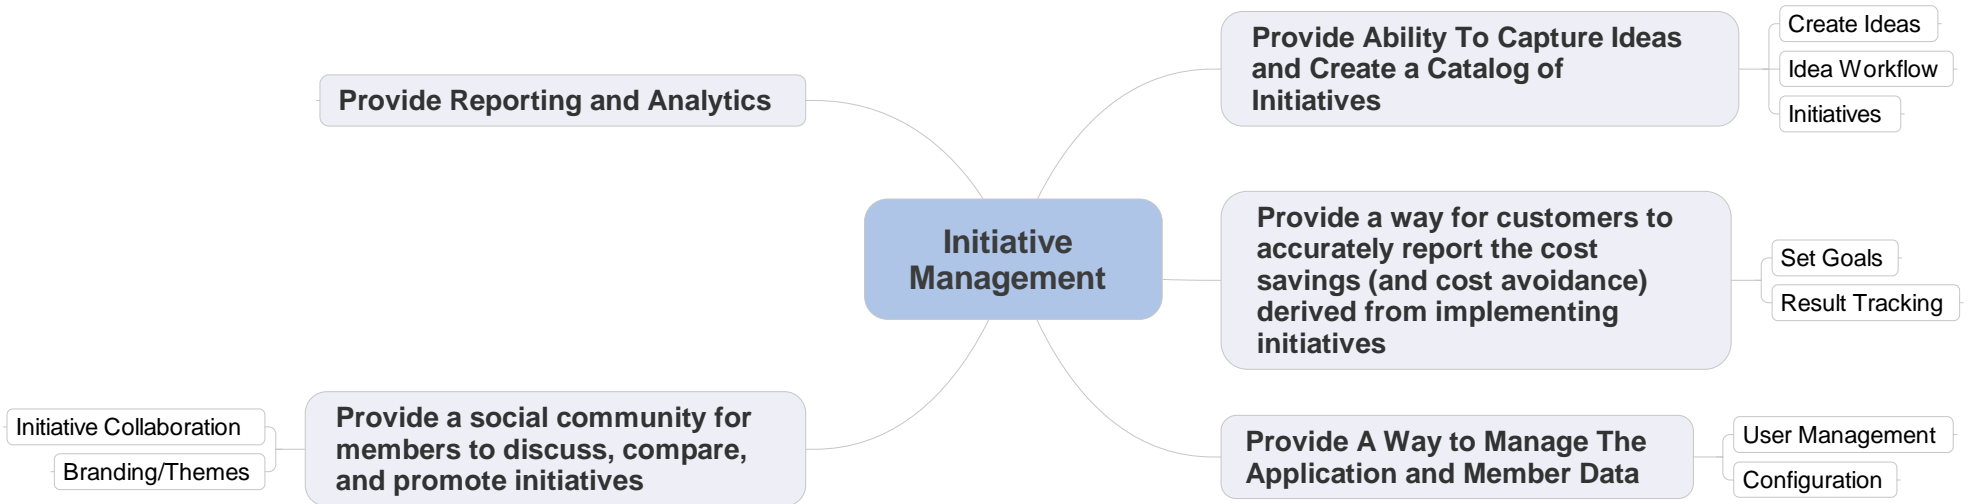 Initiative
Management
Provide Ability To Capture Ideas
and Create a Catalog of
Initiatives
Create Ideas
Idea Workflow
Initiatives
Provide a way for customers to
accurately report the cost
savings (and cost avoidance)
derived from implementing
initiatives
Set Goals
Result Tracking
Provide A Way to Manage The
Application and Member Data
User Management
Configuration
Provide a social community for
members to discuss, compare,
and promote initiatives
Initiative Collaboration
Branding/Themes
Provide Reporting and Analytics